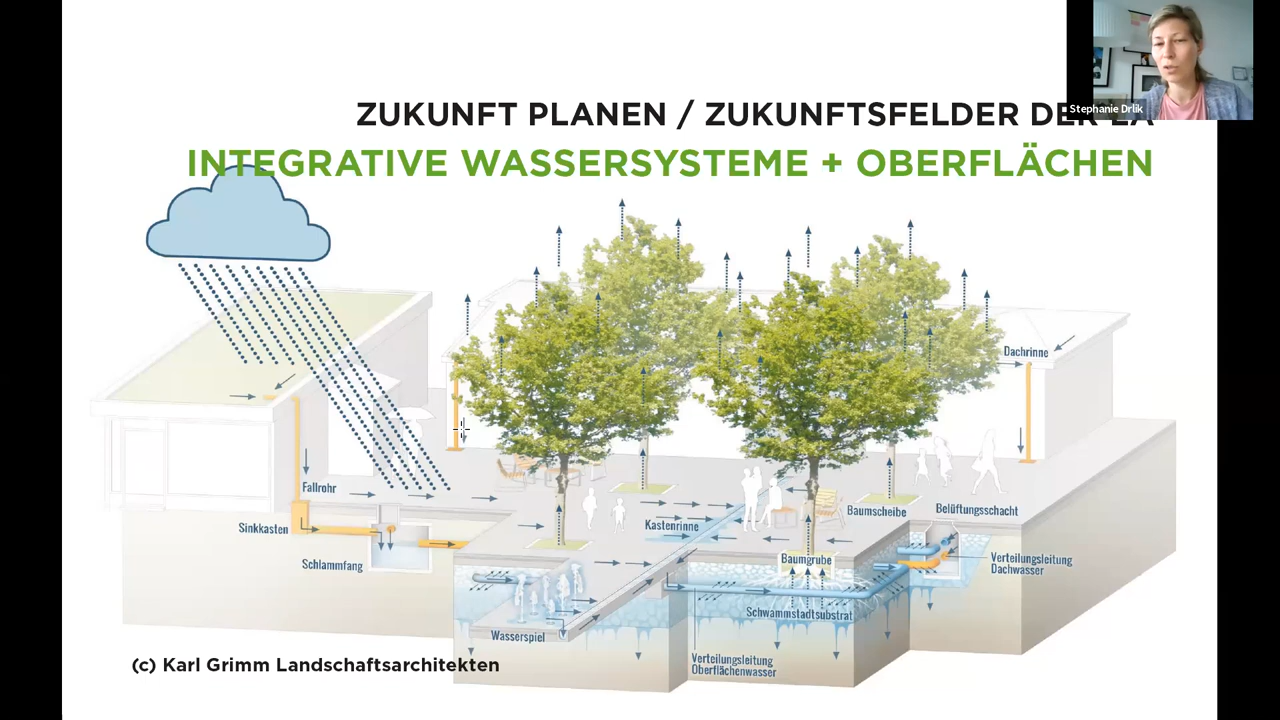 Stephanie Drlik
ZUKUNFT PLANEN / ZUKUNFTSFELDER DER LA
INTEGRATIVE WASSERSYSTEME + OBERFLÄCHEN
Dachrinne
Fallrohr
Sinkkasten
Schlammfang
Kastenrinne
Baumscheibe
Belüftungsschacht
Baumgrube
Verteilungsleitung
Dachwasser
Schwammstadtsubstrat
Wasserspiel
Verteilungsleitung
Oberflächenwasser
(c) Karl Grimm Landschaftsarchitekten